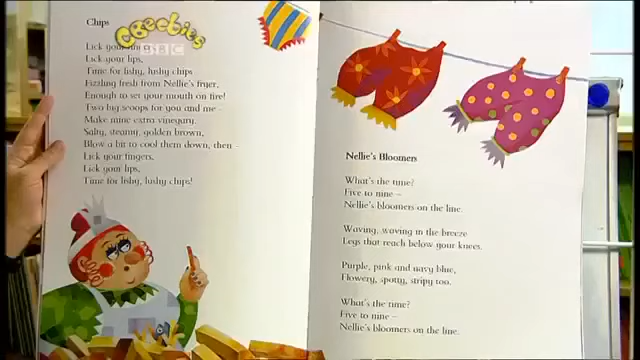 Chips
Lick your
Lick your lips,
Time for lishy, lushy chips
Fizzling fresh from Nellie's fryer,
Enough to set your mouth on fire!
Two big scoops for you and me –
Make mine extra vinegary.
Salty, steamy, golden brown,
Blow a bit to cool them down, then –
Lick your fingers,
Lick your lips,
Time for lishy, lushy chips!
CBeebies
BBC
Nellie's Bloomers
What's the time?
Five to nine –
Nellie's bloomers on the line.
Waving, waving in the breeze
Legs that reach below your knees.
Purple, pink and navy blue,
Flowery, spotty, stripy too.
What's the time?
Five to nine –
Nellie's bloomers on the line.